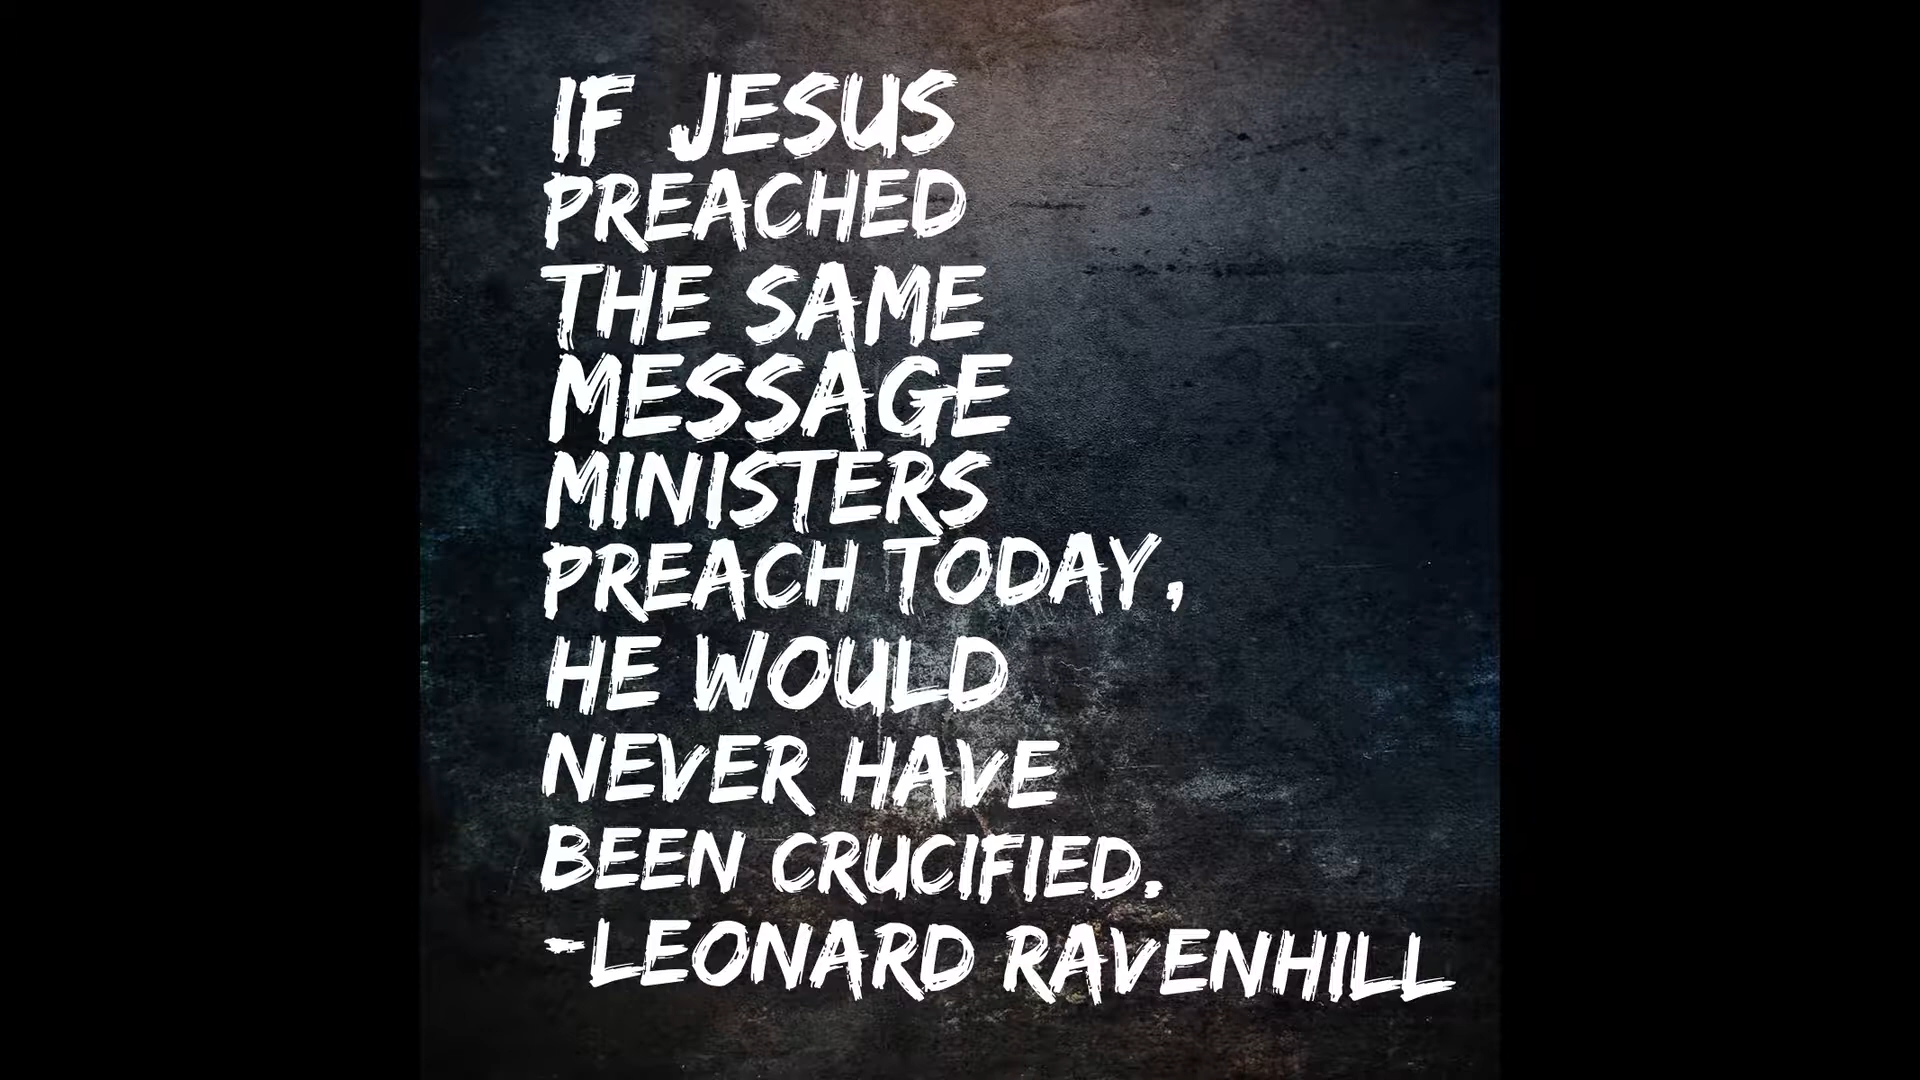 IF JESUS
PREACHED
THE SAME
MESSAGE
MINISTERS
PREACH TODAY,
HE WOULD
NEVER HAVE
BEEN CRUCIFIED.
-LEONARD RAVENHILL